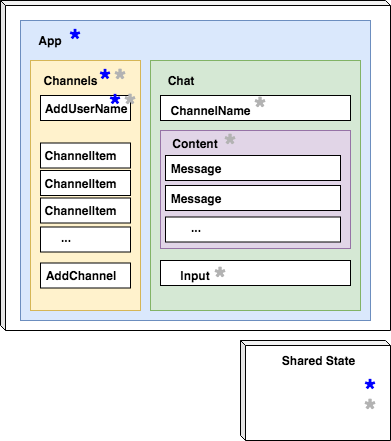 App *
Channels * *
AddUserName * *
ChannelItem
ChannelItem
ChannelItem
...
AddChannel
Chat
ChannelName *
Content *
Message
Message
...
Input *
Shared State
*
*